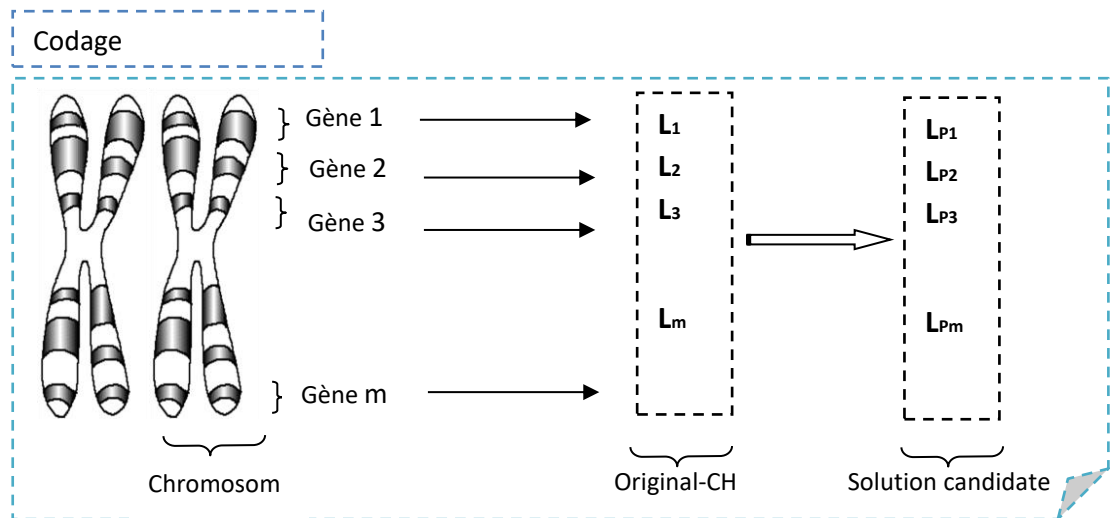 Codage
} Gène 1
} Gène 2
} Gène 3
} Gène m
L1
L2
L3
Lm
LP1
LP2
LP3
LPm
Chromosom
Original-CH
Solution candidate